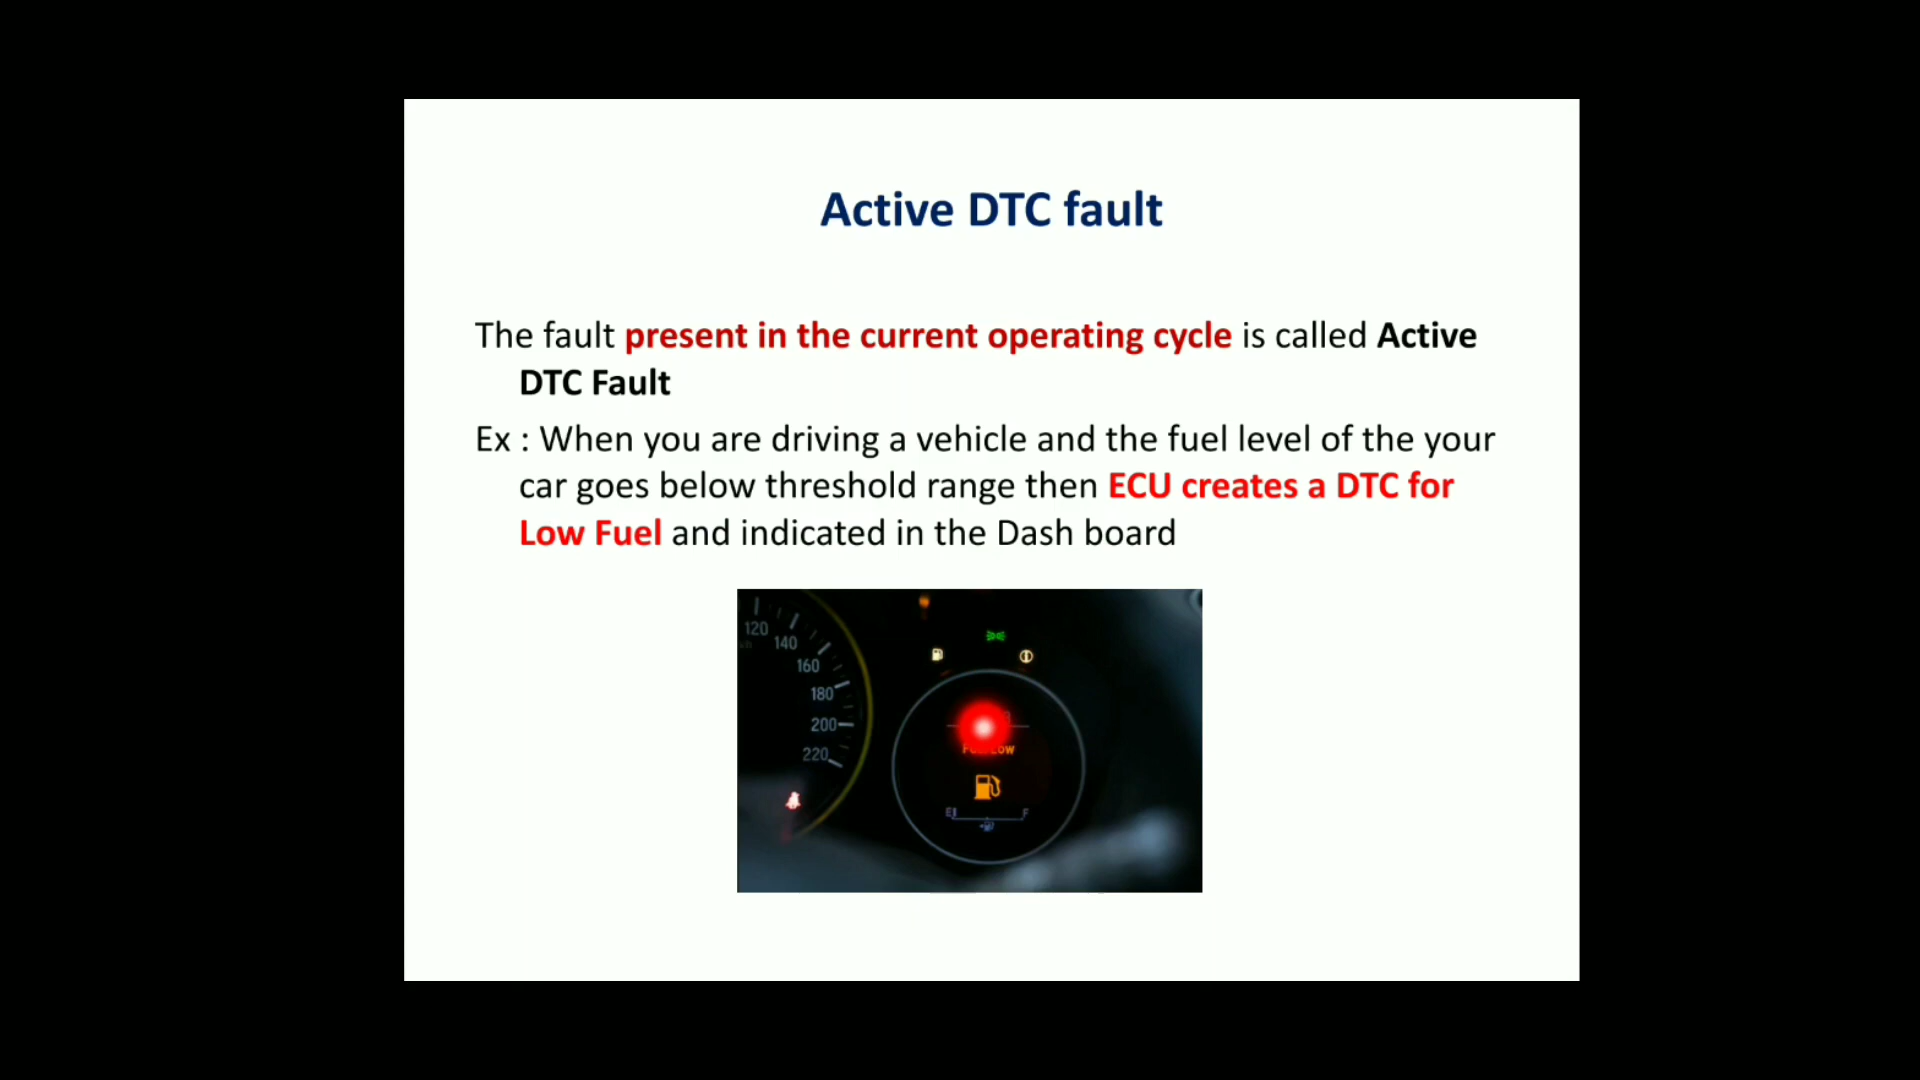 Active DTC fault
The fault present in the current operating cycle is called Active
DTC Fault
Ex : When you are driving a vehicle and the fuel level of the your
car goes below threshold range then ECU creates a DTC for
Low Fuel and indicated in the Dash board
120
140
160
180
200
220
Low
E
F